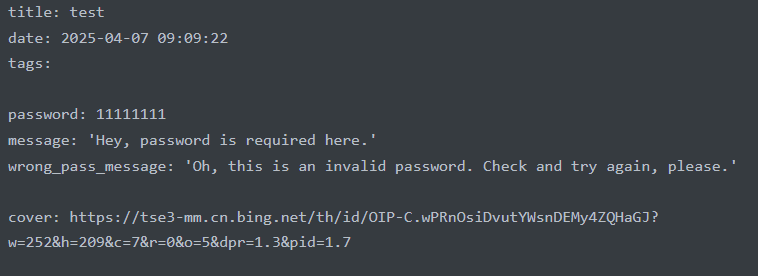 title: test
date: 2025-04-07 09:09:22
tags:
password: 11111111
message: 'Hey, password is required here.'
wrong_pass_message: 'Oh, this is an invalid password. Check and try again, please.'
cover: https://tse3-mm.cn.bing.net/th/id/OIP-C.wPRnOsiDvutYWsnDEMy4ZQHaGJ?
w=252&h=209&c=7&r=0&o=5&dpr=1.3&pid=1.7